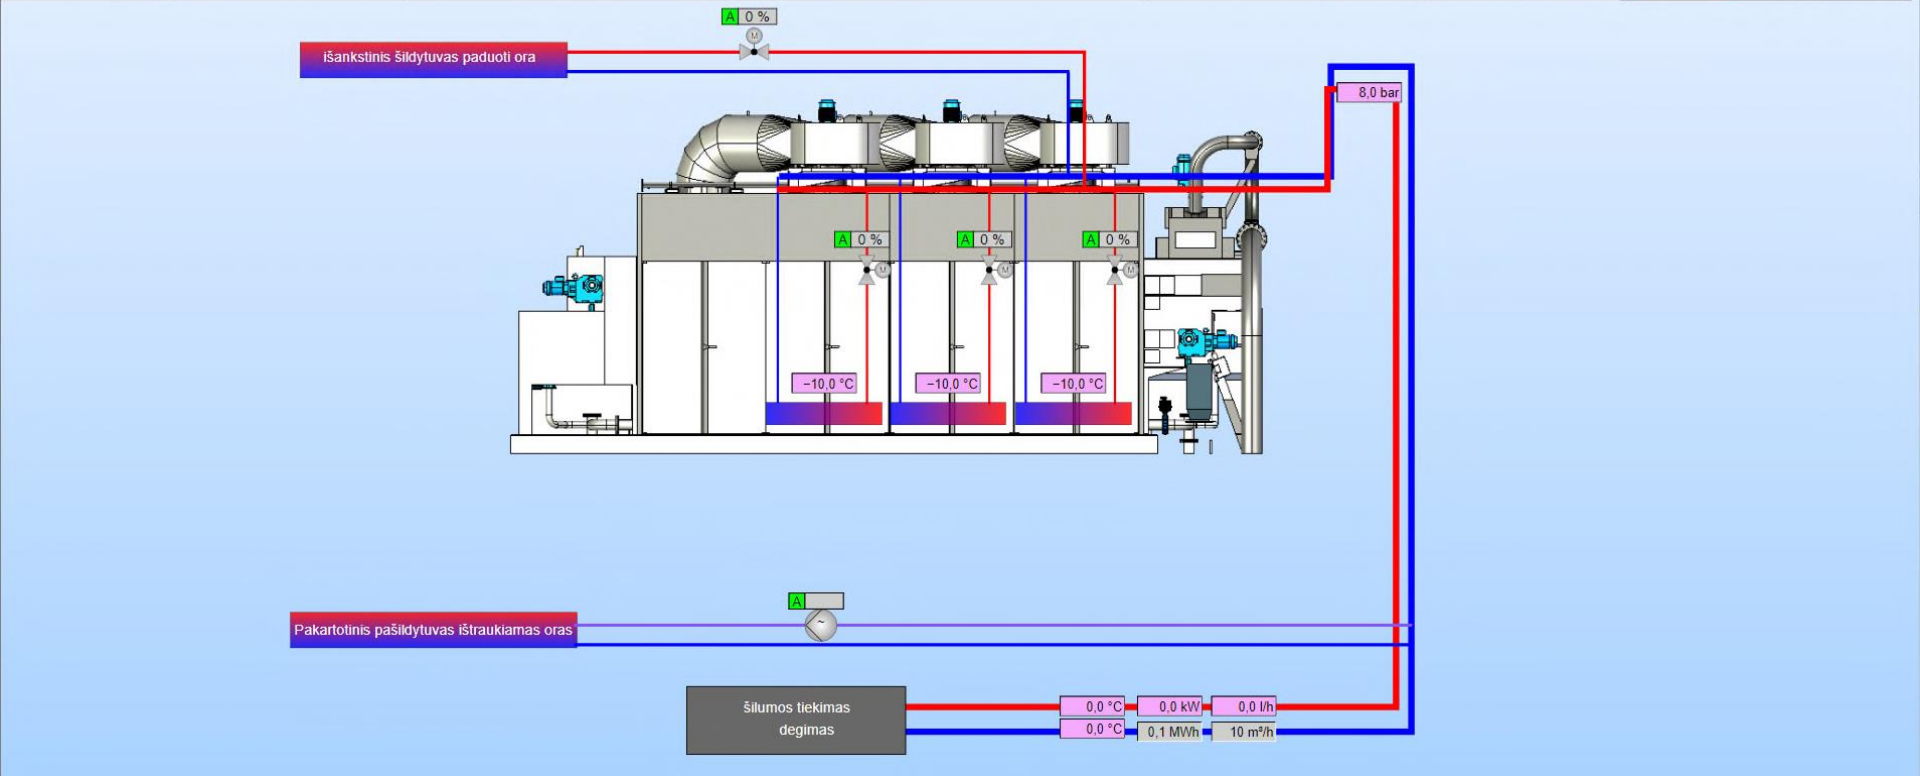 A 0 %
M
išankstinis šildytuvas paduoti ora
8,0 bar
A 0 % A 0 % A 0 %
M M M
−10,0 °C −10,0 °C −10,0 °C
A
~
Pakartotinis pašildytuvas ištraukiamas oras
šilumos tiekimas
degimas
0,0 °C 0,0 kW 0,0 l/h
0,0 °C 0,1 MWh 10 m³/h